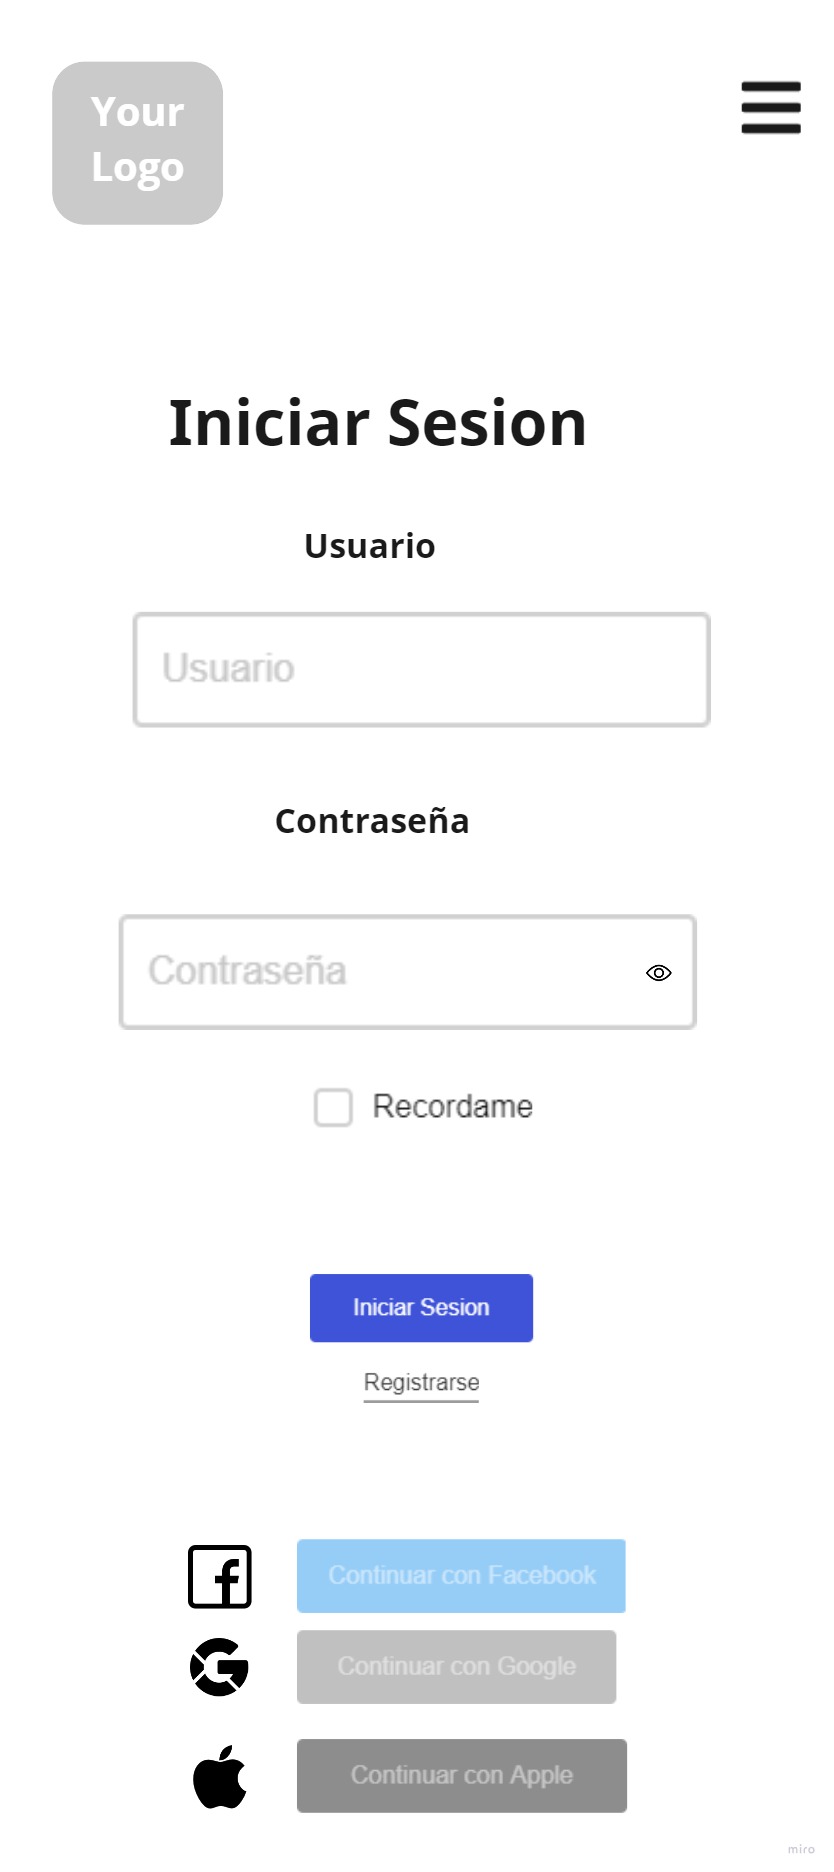 Your
Logo
Iniciar Sesion
Usuario
Usuario
Contraseña
Contraseña
Recordame
Iniciar Sesion
Registrarse
Continuar con Facebook
Continuar con Google
Continuar con Apple
miro